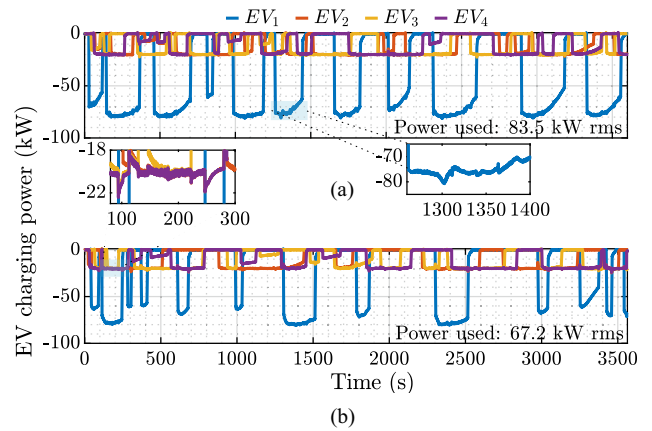 EV1 EV2 EV3 EV4
EV charging power (kW)
0
-50
-100
Power used: 83.5 kW rms
-18
-22
80 200 300
(a)
-70
-80
1300 1350 1400
0
-50
-100
Power used: 67.2 kW rms
0 500 1000 1500 2000 2500 3000 3500
Time (s)
(b)